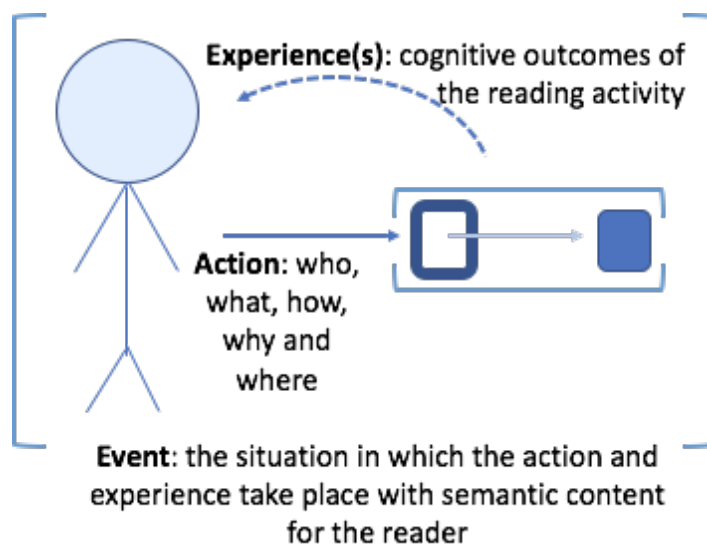 Experience(s): cognitive outcomes of
the reading activity
Action: who,
what, how,
why and
where
Event: the situation in which the action and
experience take place with semantic content
for the reader